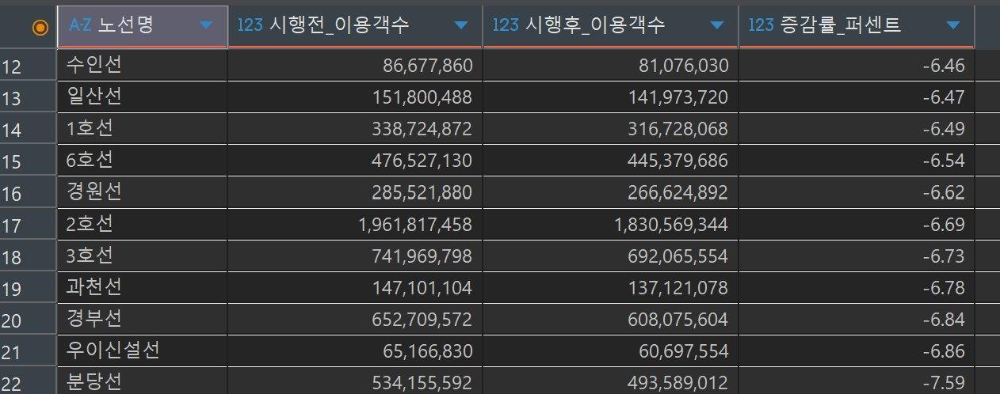 A-Z 노선명 123 시행전_이용객수 123 시행후_이용객수 123 증감률_퍼센트
12 수인선 86,677,860 81,076,030 -6.46
13 일산선 151,800,488 141,973,720 -6.47
14 1호선 338,724,872 316,728,068 -6.49
15 6호선 476,527,130 445,379,686 -6.54
16 경원선 285,521,880 266,624,892 -6.62
17 2호선 1,961,817,458 1,830,569,344 -6.69
18 3호선 741,969,798 692,065,554 -6.73
19 과천선 147,101,104 137,121,078 -6.78
20 경부선 652,709,572 608,075,604 -6.84
21 우이신설선 65,166,830 60,697,554 -6.86
22 분당선 534,155,592 493,589,012 -7.59